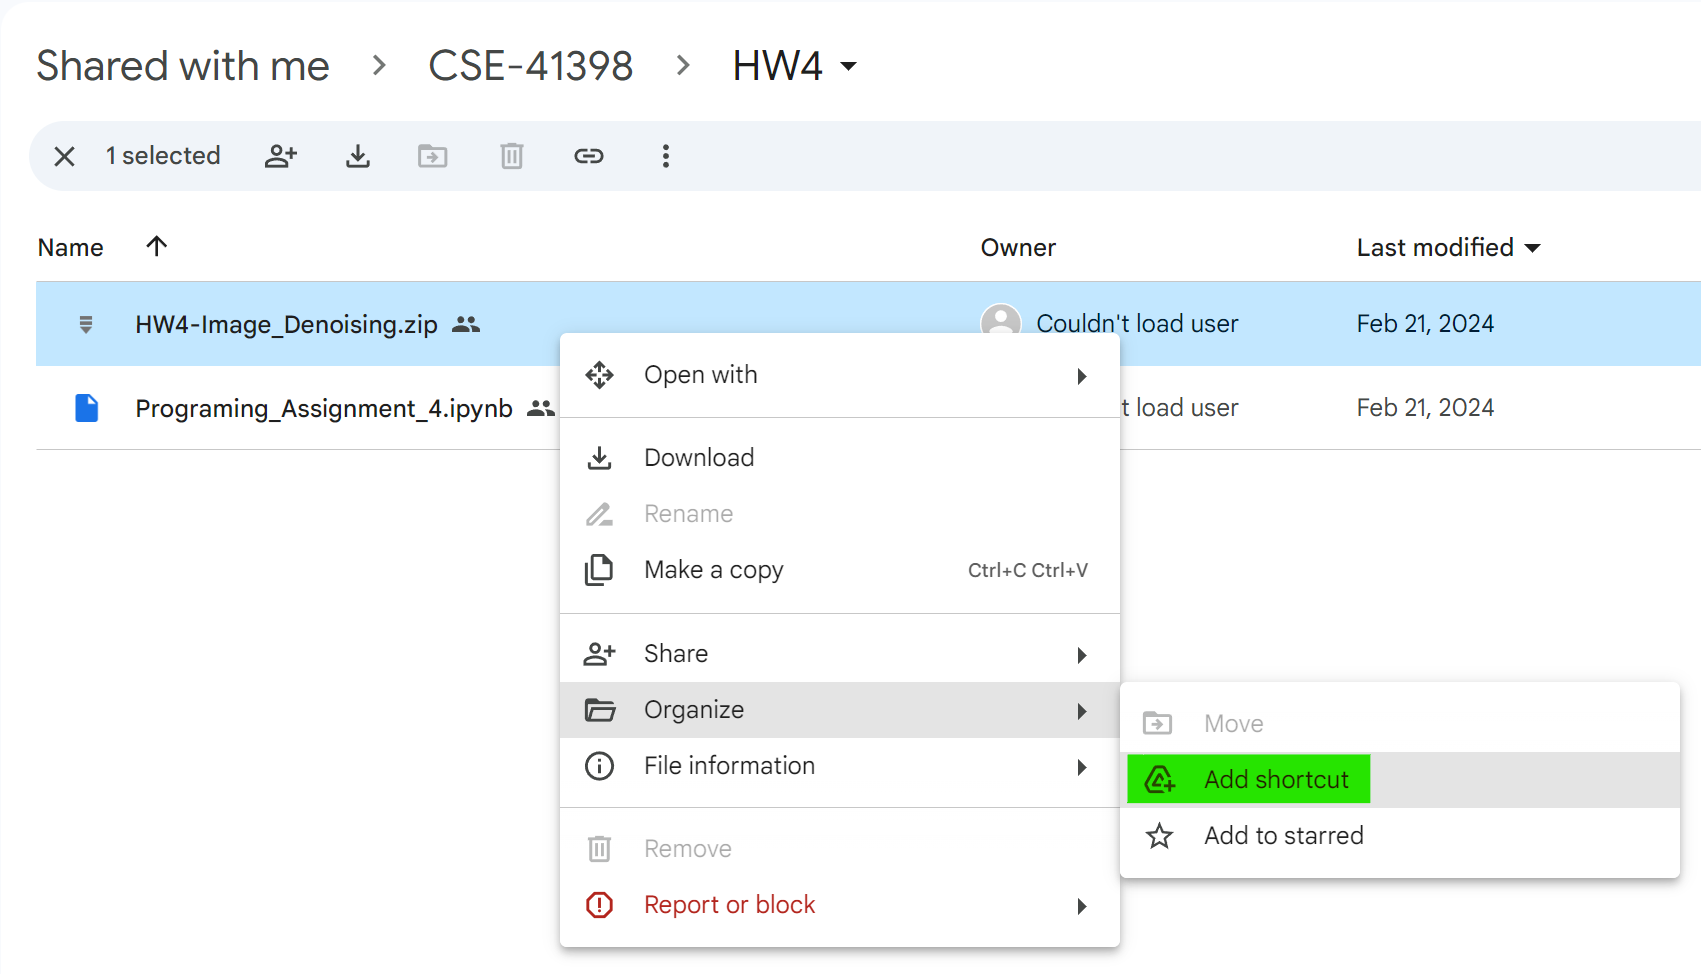 Shared with me > CSE-41398 > HW4
1 selected
Name Owner Last modified
HW4-Image_Denoising.zip Couldn't load user Feb 21, 2024
Programing_Assignment_4.ipynb t load user Feb 21, 2024
Open with
Download
Rename
Make a copy Ctrl+C Ctrl+V
Share
Organize
File information
Remove
Report or block
Move
Add shortcut
Add to starred